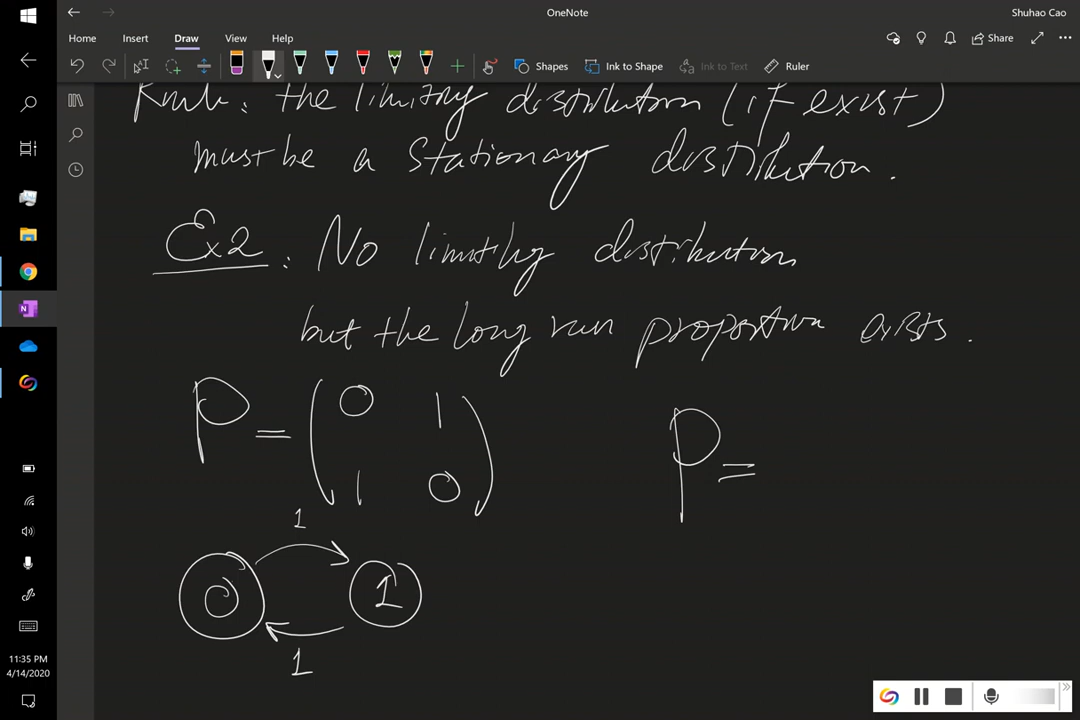 OneNote
Shuhao Cao
Home Insert Draw View Help
Shapes Ink to Shape Ink to Text Ruler Share
Rmk: the limiting distribution (if exist)
must be a stationary distribution.
Ex2: No limiting distribution
but the long run proportion exists.
P = ( 0 1
1 0 )
P =
1
0 1
1
11:35 PM
4/14/2020